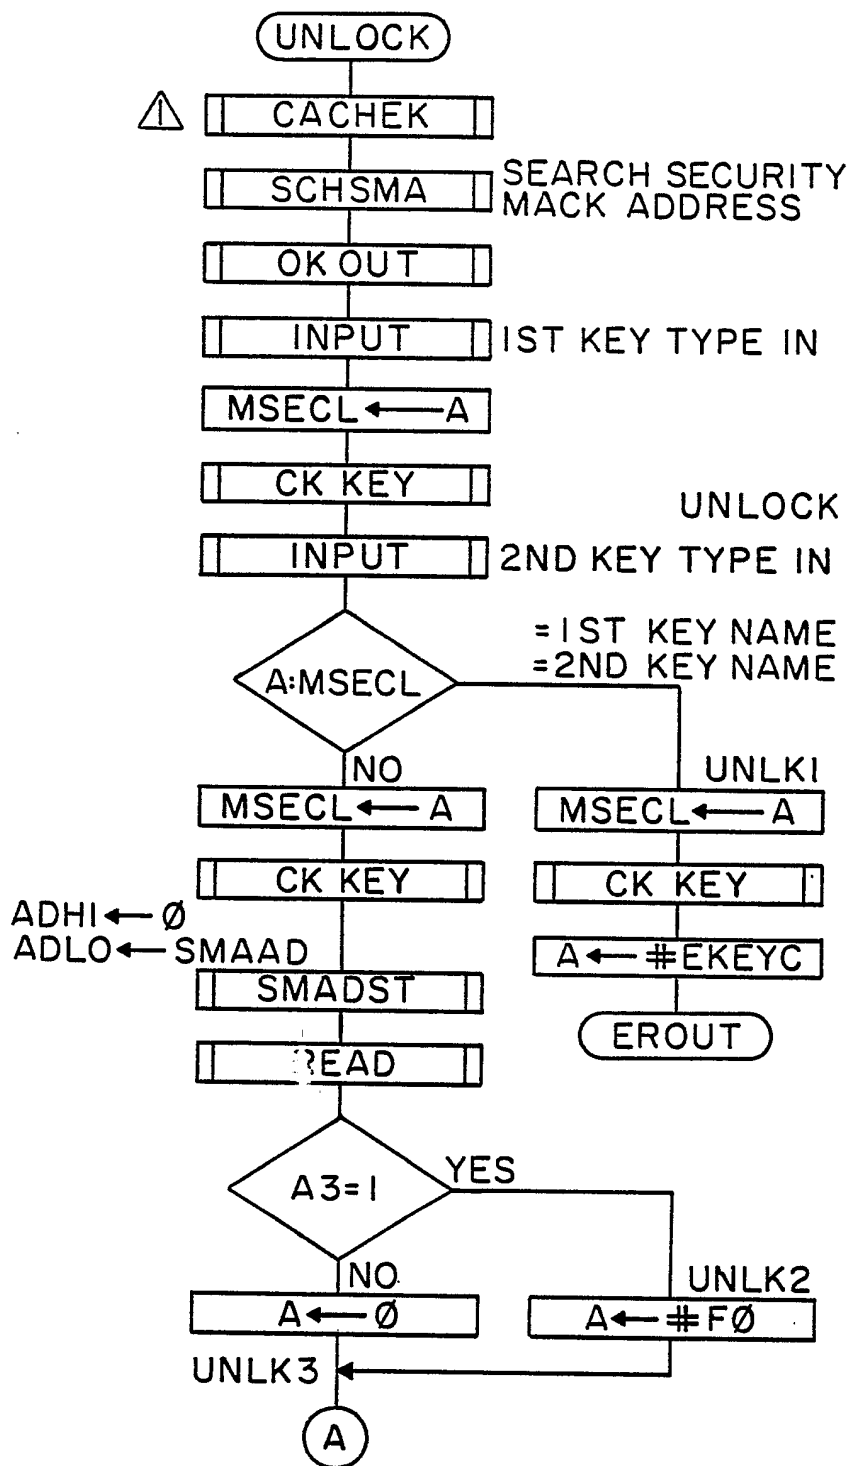 UNLOCK
1
CACHEK
SCHSMA
SEARCH SECURITY
MACK ADDRESS
OK OUT
INPUT
1ST KEY TYPE IN
MSECL ← A
CK KEY
UNLOCK
INPUT
2ND KEY TYPE IN
=1ST KEY NAME
=2ND KEY NAME
A:MSECL
NO
UNLK1
MSECL ← A
MSECL ← A
CK KEY
CK KEY
ADHI ← Ø
ADLO ← SMAAD
A ← #EKEYC
SMADST
EROUT
READ
YES
A3=1
NO
UNLK2
A ← Ø
A ← #FØ
UNLK3
A